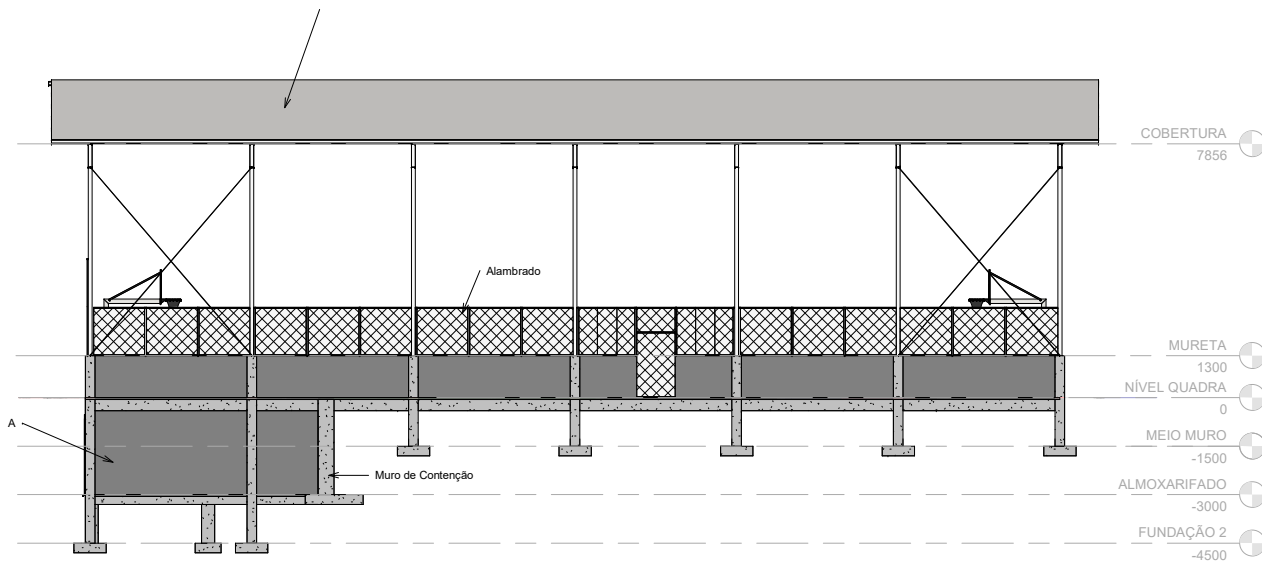 COBERTURA
7856
Alambrado
MURETA
1300
NÍVEL QUADRA
0
A
MEIO MURO
-1500
Muro de Contenção
ALMOXARIFADO
-3000
FUNDAÇÃO 2
-4500